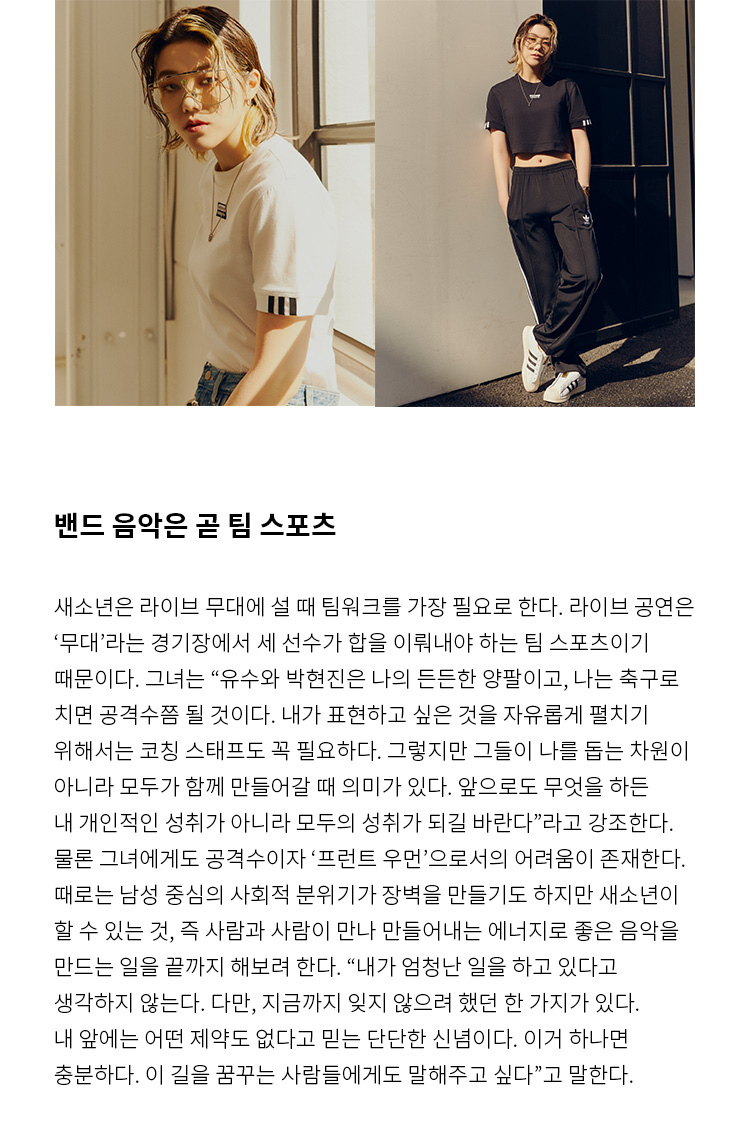 밴드 음악은 곧 팀 스포츠
새소년은 라이브 무대에 설 때 팀워크를 가장 필요로 한다. 라이브 공연은
‘무대’라는 경기장에서 세 선수가 합을 이뤄내야 하는 팀 스포츠이기
때문이다. 그녀는 “유수와 박현진은 나의 든든한 양팔이고, 나는 축구로
치면 공격수쯤 될 것이다. 내가 표현하고 싶은 것을 자유롭게 펼치기
위해서는 코칭 스태프도 꼭 필요하다. 그렇지만 그들이 나를 돕는 차원이
아니라 모두가 함께 만들어갈 때 의미가 있다. 앞으로도 무엇을 하든
내 개인적인 성취가 아니라 모두의 성취가 되길 바란다”라고 강조한다.
물론 그녀에게도 공격수이자 ‘프런트 우먼’으로서의 어려움이 존재한다.
때로는 남성 중심의 사회적 분위기가 장벽을 만들기도 하지만 새소년이
할 수 있는 것, 즉 사람과 사람이 만나 만들어내는 에너지로 좋은 음악을
만드는 일을 끝까지 해보려 한다. “내가 엄청난 일을 하고 있다고
생각하지 않는다. 다만, 지금까지 잊지 않으려 했던 한 가지가 있다.
내 앞에는 어떤 제약도 없다고 믿는 단단한 신념이다. 이거 하나면
충분하다. 이 길을 꿈꾸는 사람들에게도 말해주고 싶다”고 말한다.